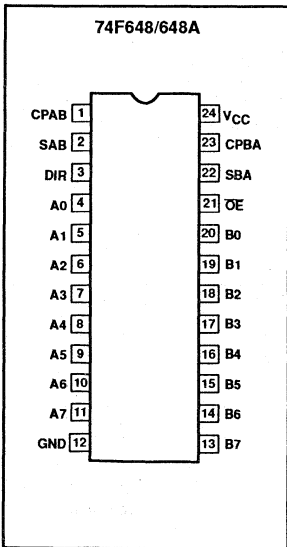 74F648/648A
CPAB 1 24 VCC
SAB 2 23 CPBA
DIR 3 22 SBA
A0 4 21 O̅E̅
A1 5 20 B0
A2 6 19 B1
A3 7 18 B2
A4 8 17 B3
A5 9 16 B4
A6 10 15 B5
A7 11 14 B6
GND 12 13 B7